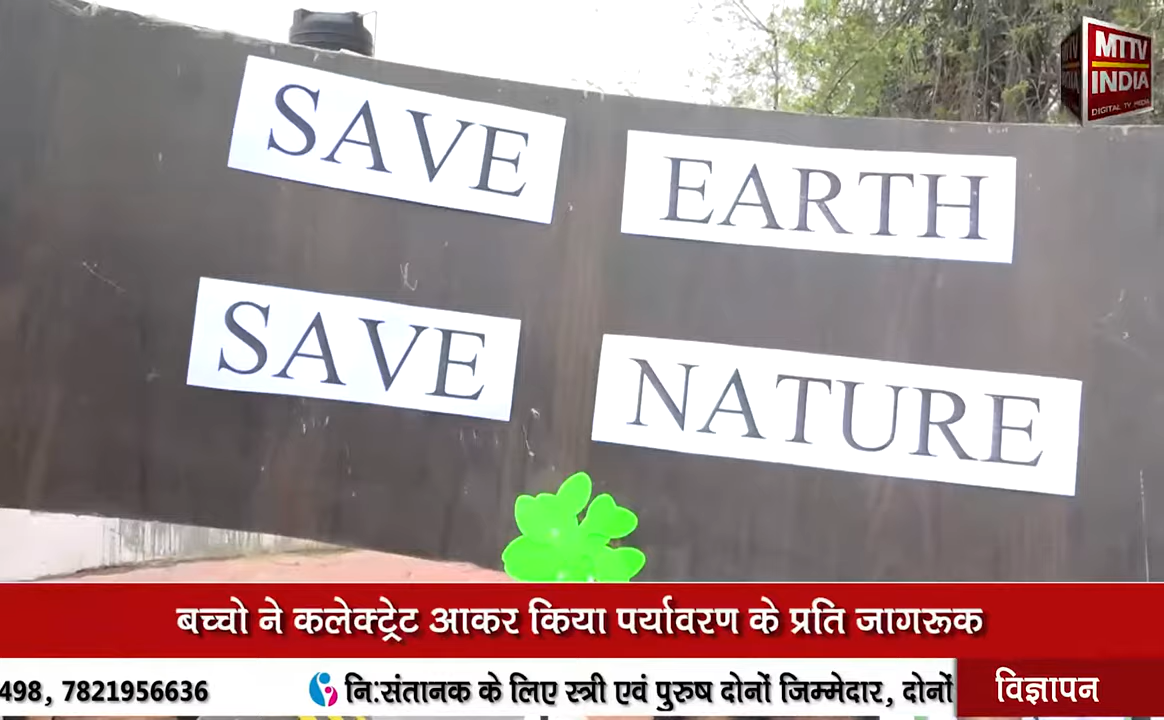 MTTV
INDIA
DIGITAL TV MEDIA
SAVE EARTH
SAVE NATURE
बच्चो ने कलेक्ट्रेट आकर किया पर्यावरण के प्रति जागरूक
498, 7821956636 नि:संतानक के लिए स्त्री एवं पुरुष दोनों जिम्मेदार, दोनों
विज्ञापन